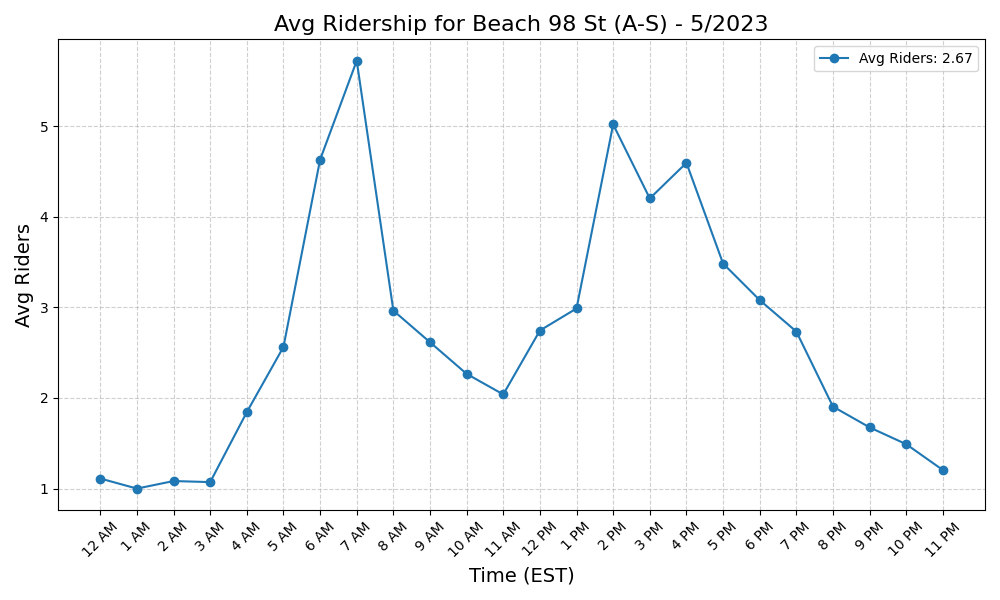 Avg Ridership for Beach 98 St (A-S) - 5/2023
Avg Riders: 2.67
Avg Riders
5
4
3
2
1
12 AM
1 AM
2 AM
3 AM
4 AM
5 AM
6 AM
7 AM
8 AM
9 AM
10 AM
11 AM
12 PM
1 PM
2 PM
3 PM
4 PM
5 PM
6 PM
7 PM
8 PM
9 PM
10 PM
11 PM
Time (EST)